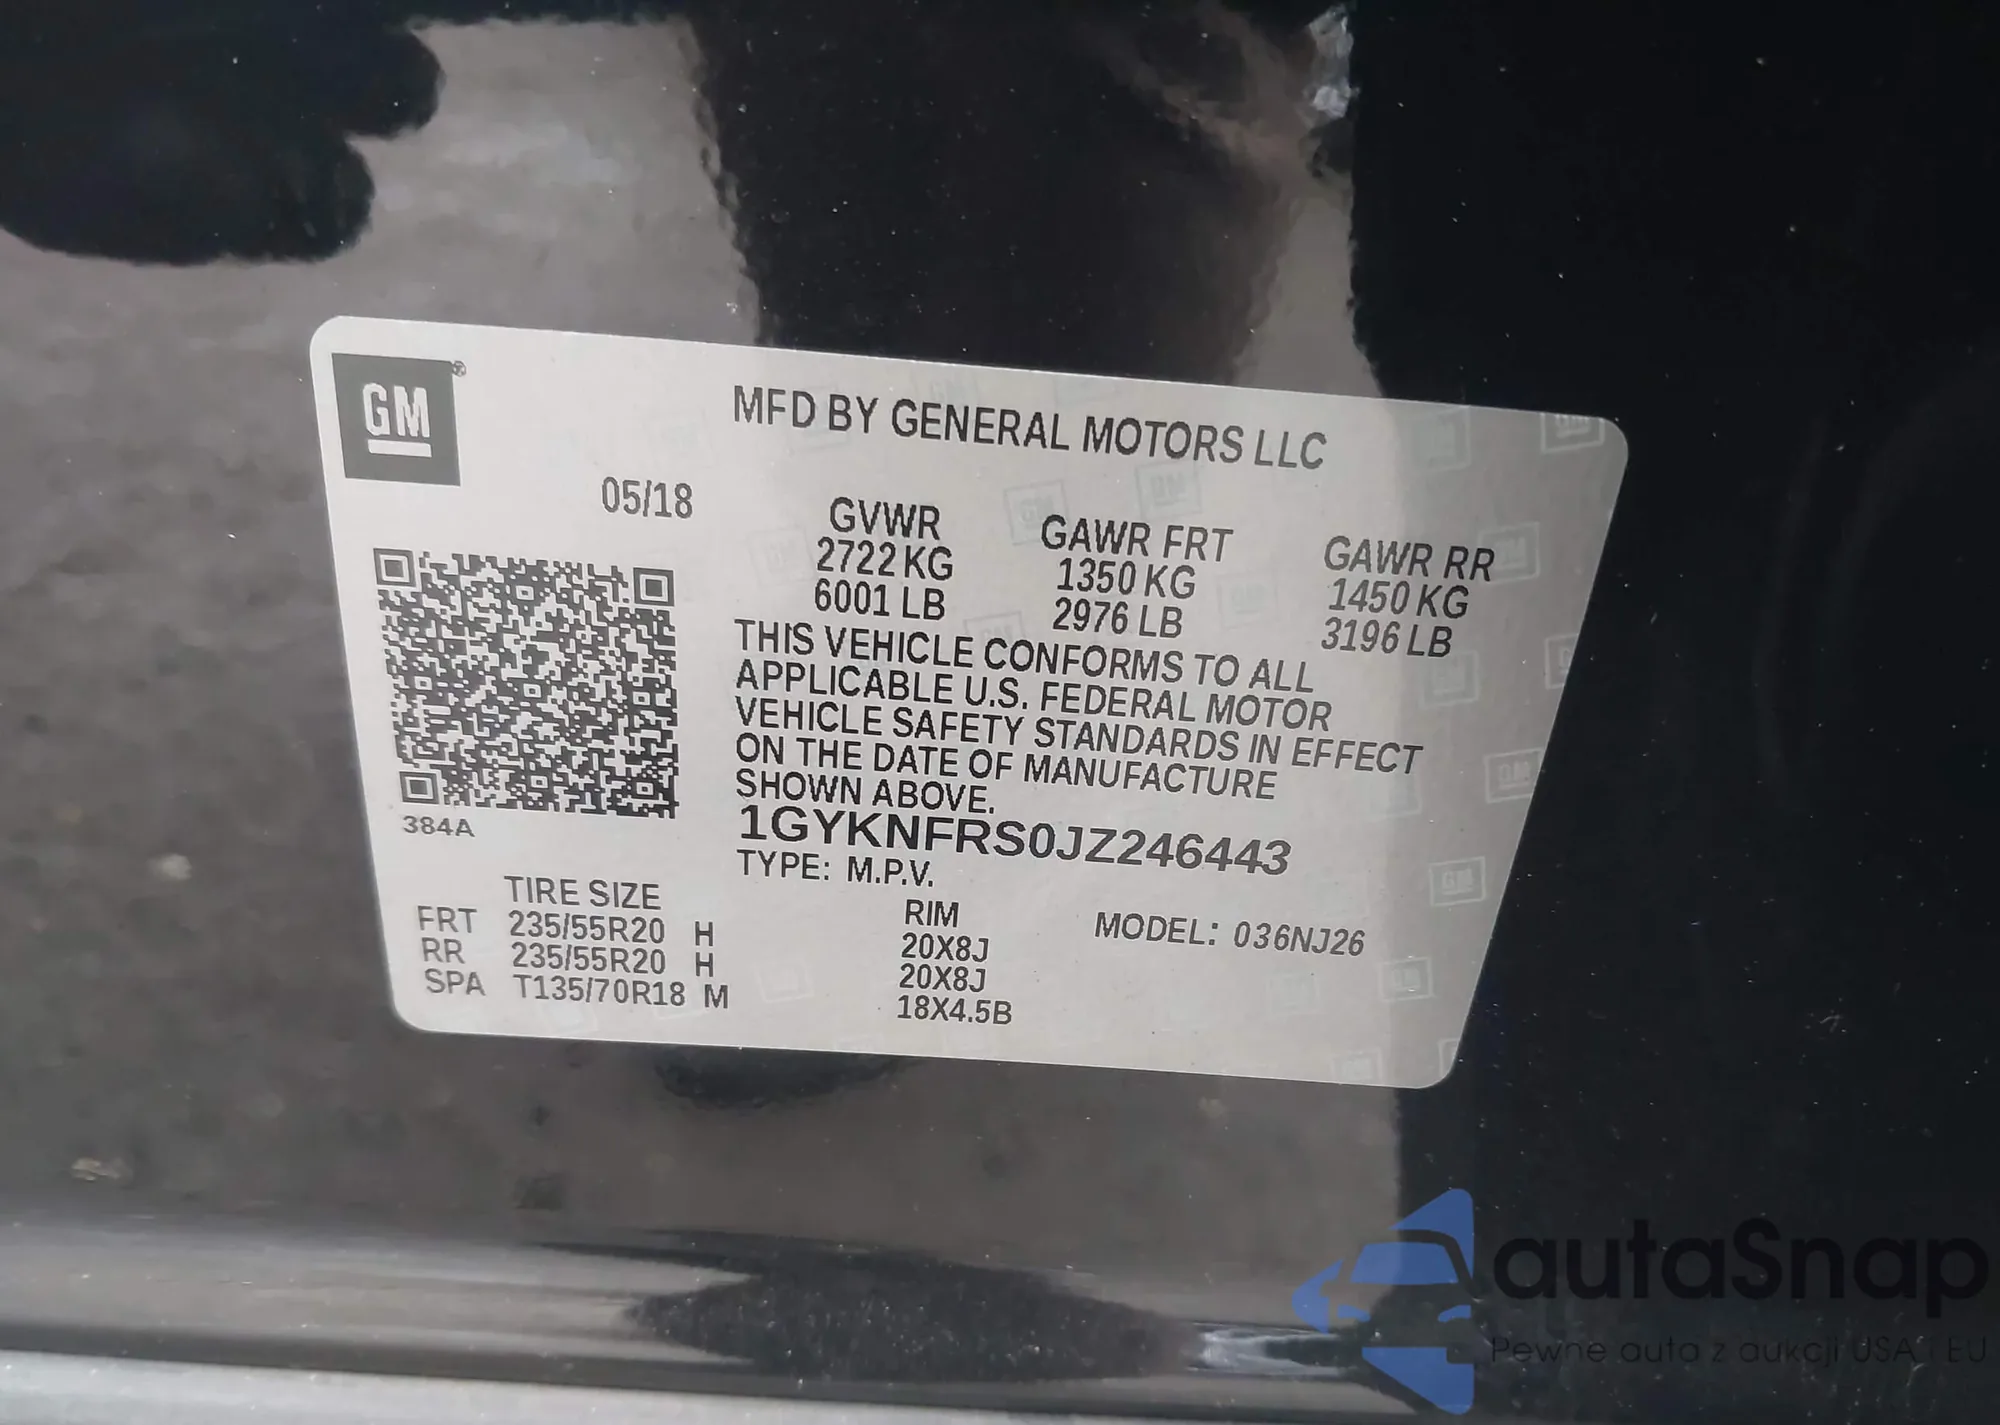 GM
MFD BY GENERAL MOTORS LLC
05/18
GVWR GAWR FRT GAWR RR
2722 KG 1350 KG 1450 KG
6001 LB 2976 LB 3196 LB
THIS VEHICLE CONFORMS TO ALL
APPLICABLE U.S. FEDERAL MOTOR
VEHICLE SAFETY STANDARDS IN EFFECT
ON THE DATE OF MANUFACTURE
SHOWN ABOVE.
384A
1GYKNFRS0JZ246443
TYPE: M.P.V.
TIRE SIZE RIM MODEL: 036NJ26
FRT 235/55R20 H 20X8J
RR 235/55R20 H 20X8J
SPA T135/70R18 M 18X4.5B
autaSnap
Pewne auta z aukcji USA i EU